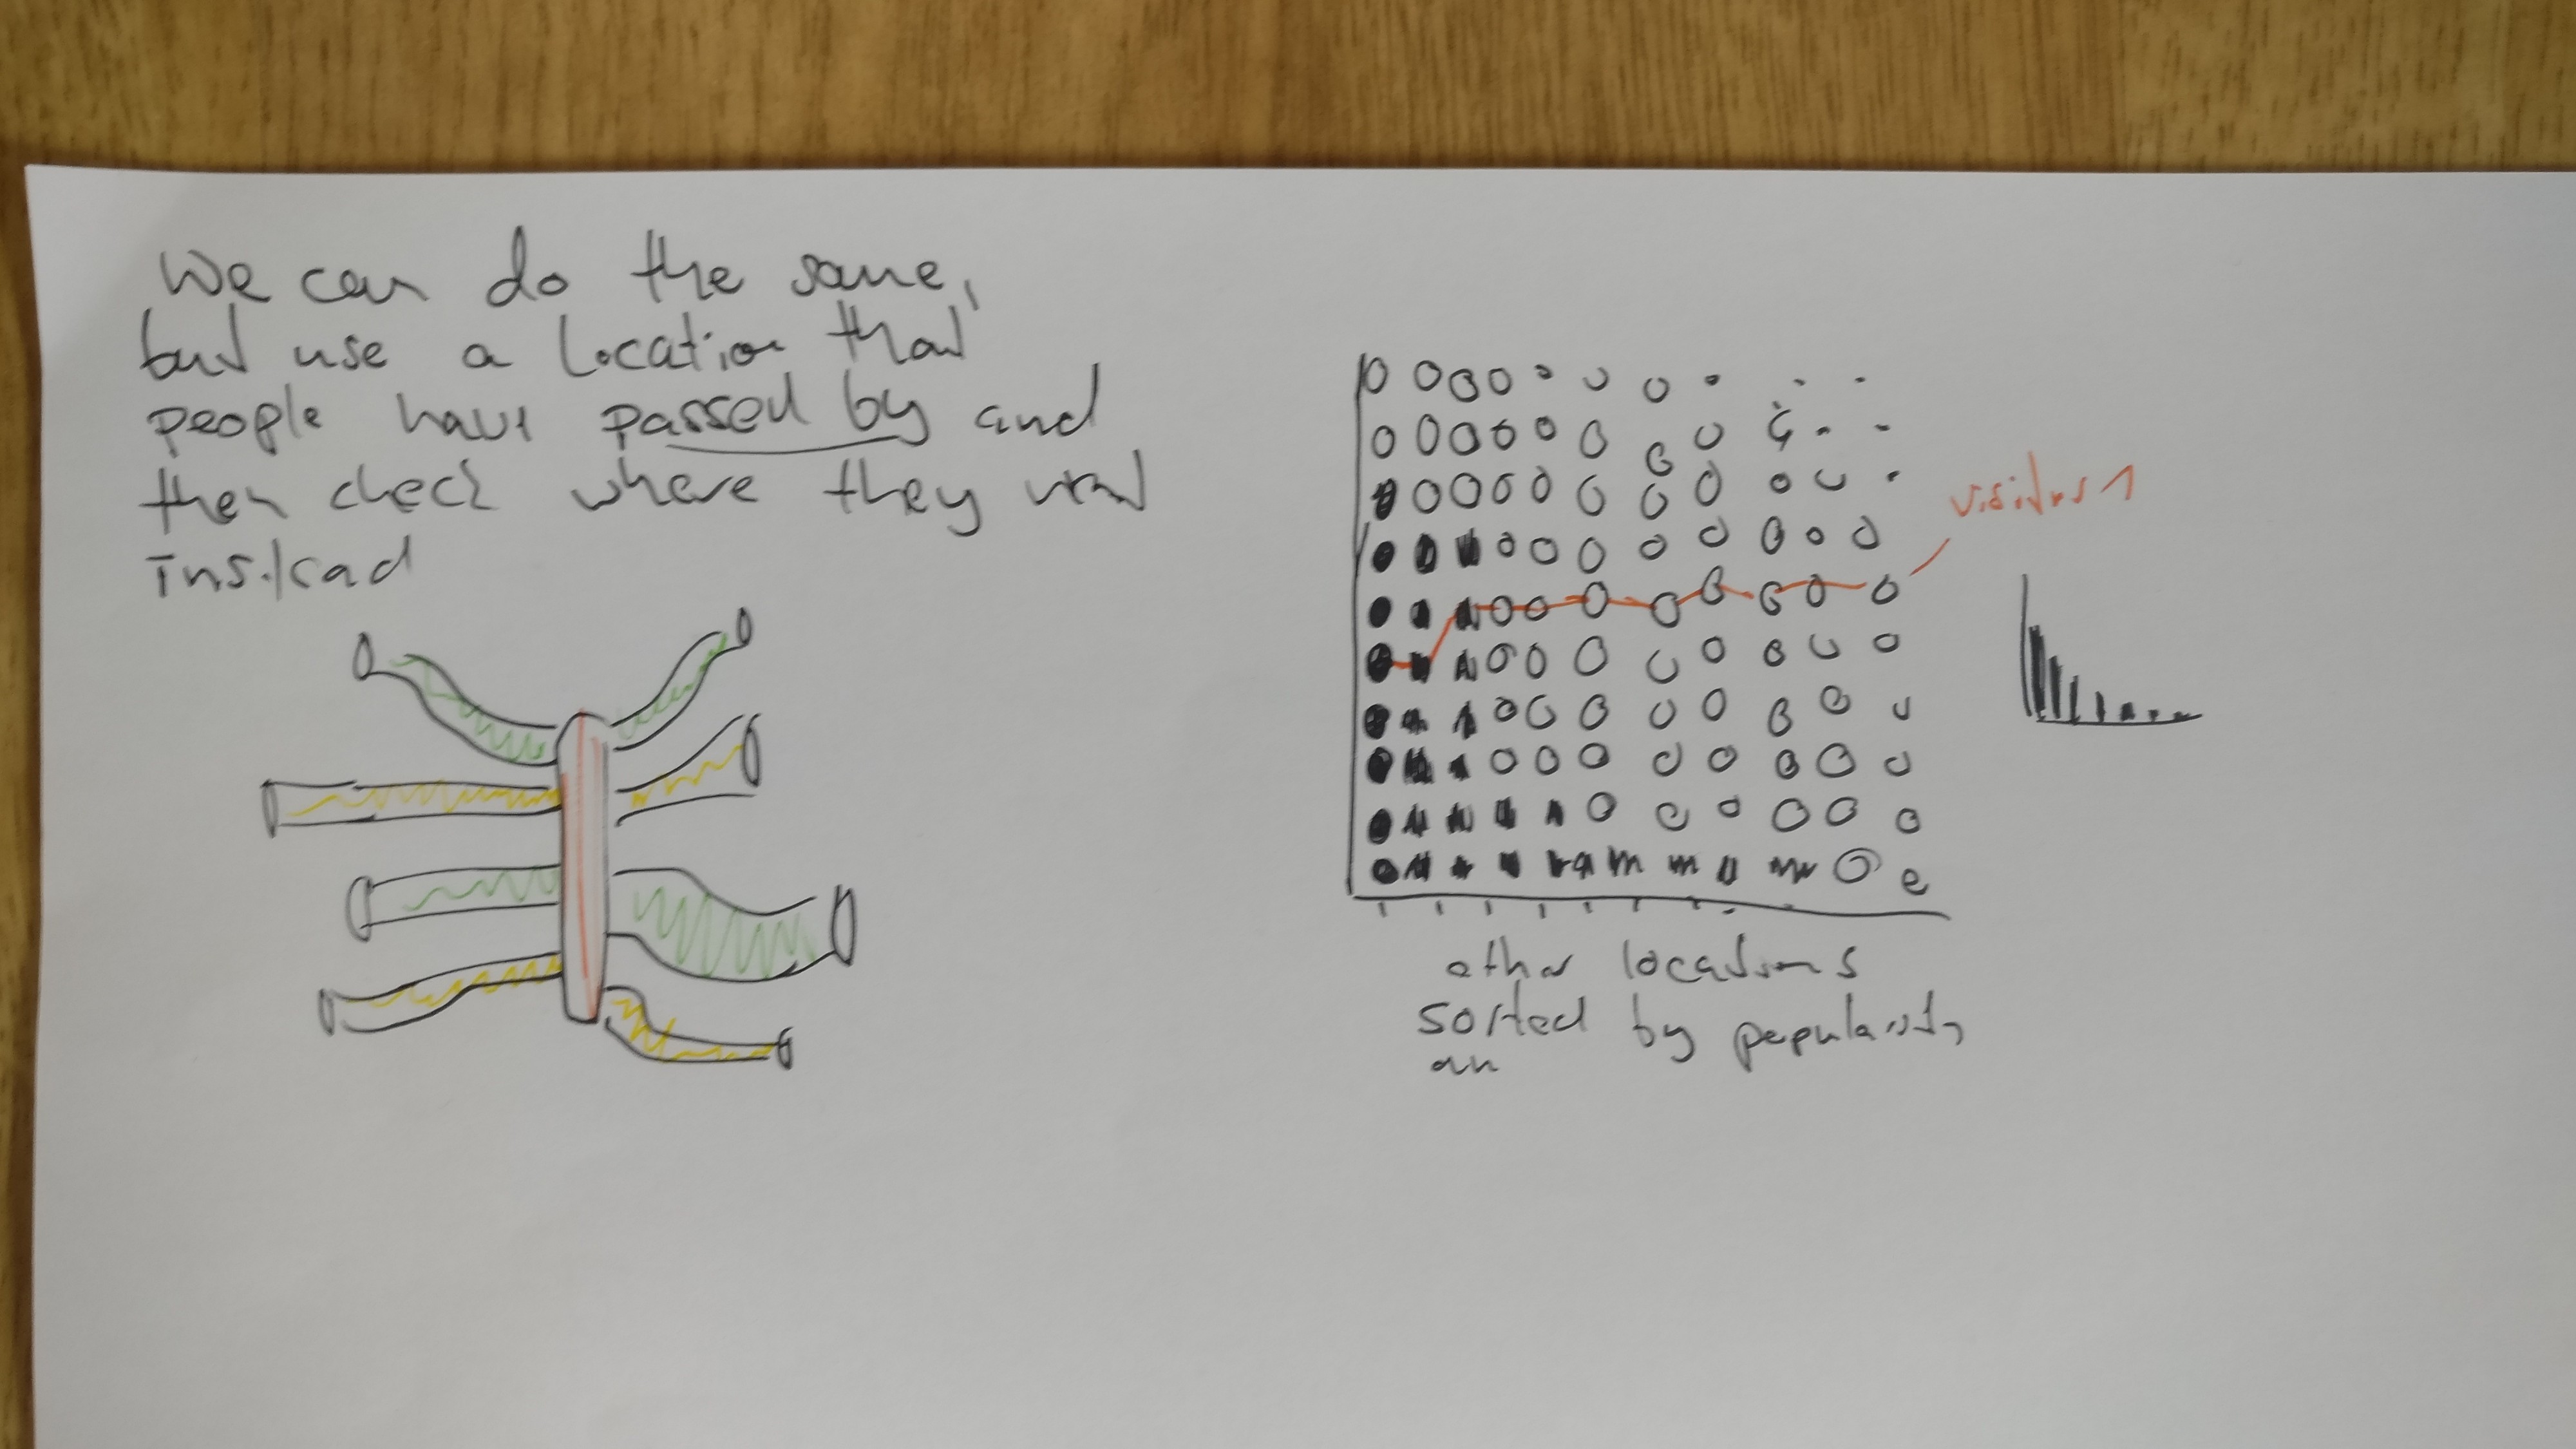 We can do the same,
but use a location that
people have passed by and
then check where they went
instead
visitors 1
other locations
sorted by popularity
an